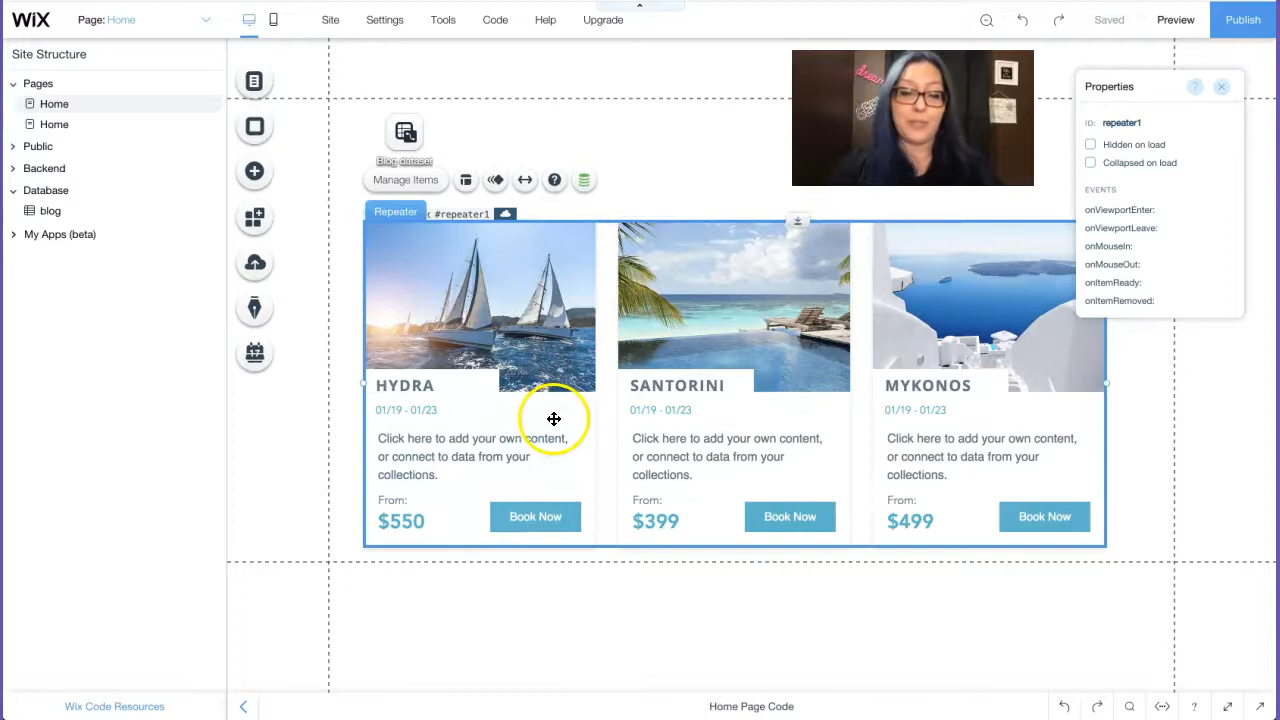 WiX
Page: Home
Site
Settings
Tools
Code
Help
Upgrade
Saved
Preview
Publish
Site Structure
Pages
Home
Home
Public
Backend
Database
blog
My Apps (beta)
Blog dataset
Manage Items
Repeater
#repeater1
dream
Properties
ID: repeater1
Hidden on load
Collapsed on load
EVENTS
onViewportEnter:
onViewportLeave:
onMouseIn:
onMouseOut:
onItemReady:
onItemRemoved:
HYDRA
01/19 - 01/23
Click here to add your own content,
or connect to data from your
collections.
From:
$550
Book Now
SANTORINI
01/19 - 01/23
Click here to add your own content,
or connect to data from your
collections.
From:
$399
Book Now
MYKONOS
01/19 - 01/23
Click here to add your own content,
or connect to data from your
collections.
From:
$499
Book Now
17
Wix Code Resources
Home Page Code